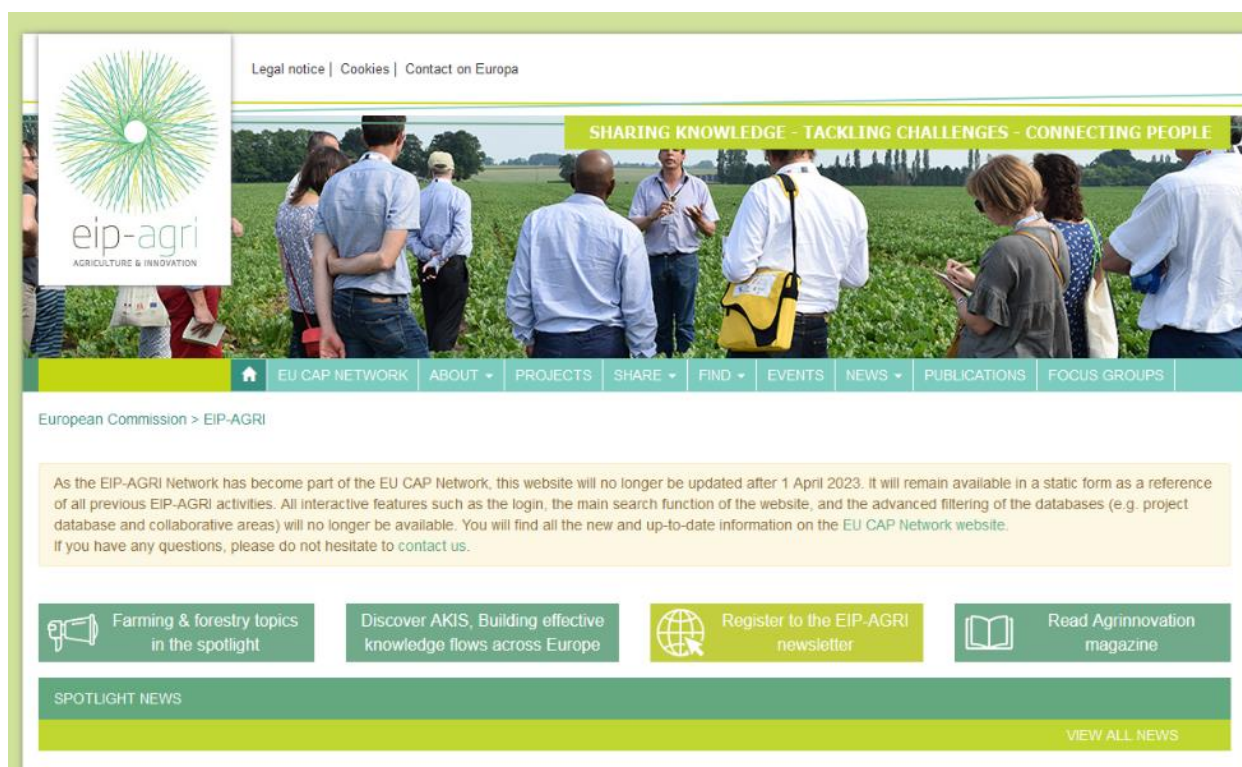 Legal notice | Cookies | Contact on Europa
SHARING KNOWLEDGE - TACKLING CHALLENGES - CONNECTING PEOPLE
eip-agri
AGRICULTURE & INNOVATION
EU CAP NETWORK ABOUT PROJECTS SHARE FIND EVENTS NEWS PUBLICATIONS FOCUS GROUPS
European Commission > EIP-AGRI
As the EIP-AGRI Network has become part of the EU CAP Network, this website will no longer be updated after 1 April 2023. It will remain available in a static form as a reference
of all previous EIP-AGRI activities. All interactive features such as the login, the main search function of the website, and the advanced filtering of the databases (e.g. project
database and collaborative areas) will no longer be available. You will find all the new and up-to-date information on the EU CAP Network website.
If you have any questions, please do not hesitate to contact us.
Farming & forestry topics
in the spotlight
Discover AKIS, Building effective
knowledge flows across Europe
Register to the EIP-AGRI
newsletter
Read Agrinnovation
magazine
SPOTLIGHT NEWS
VIEW ALL NEWS